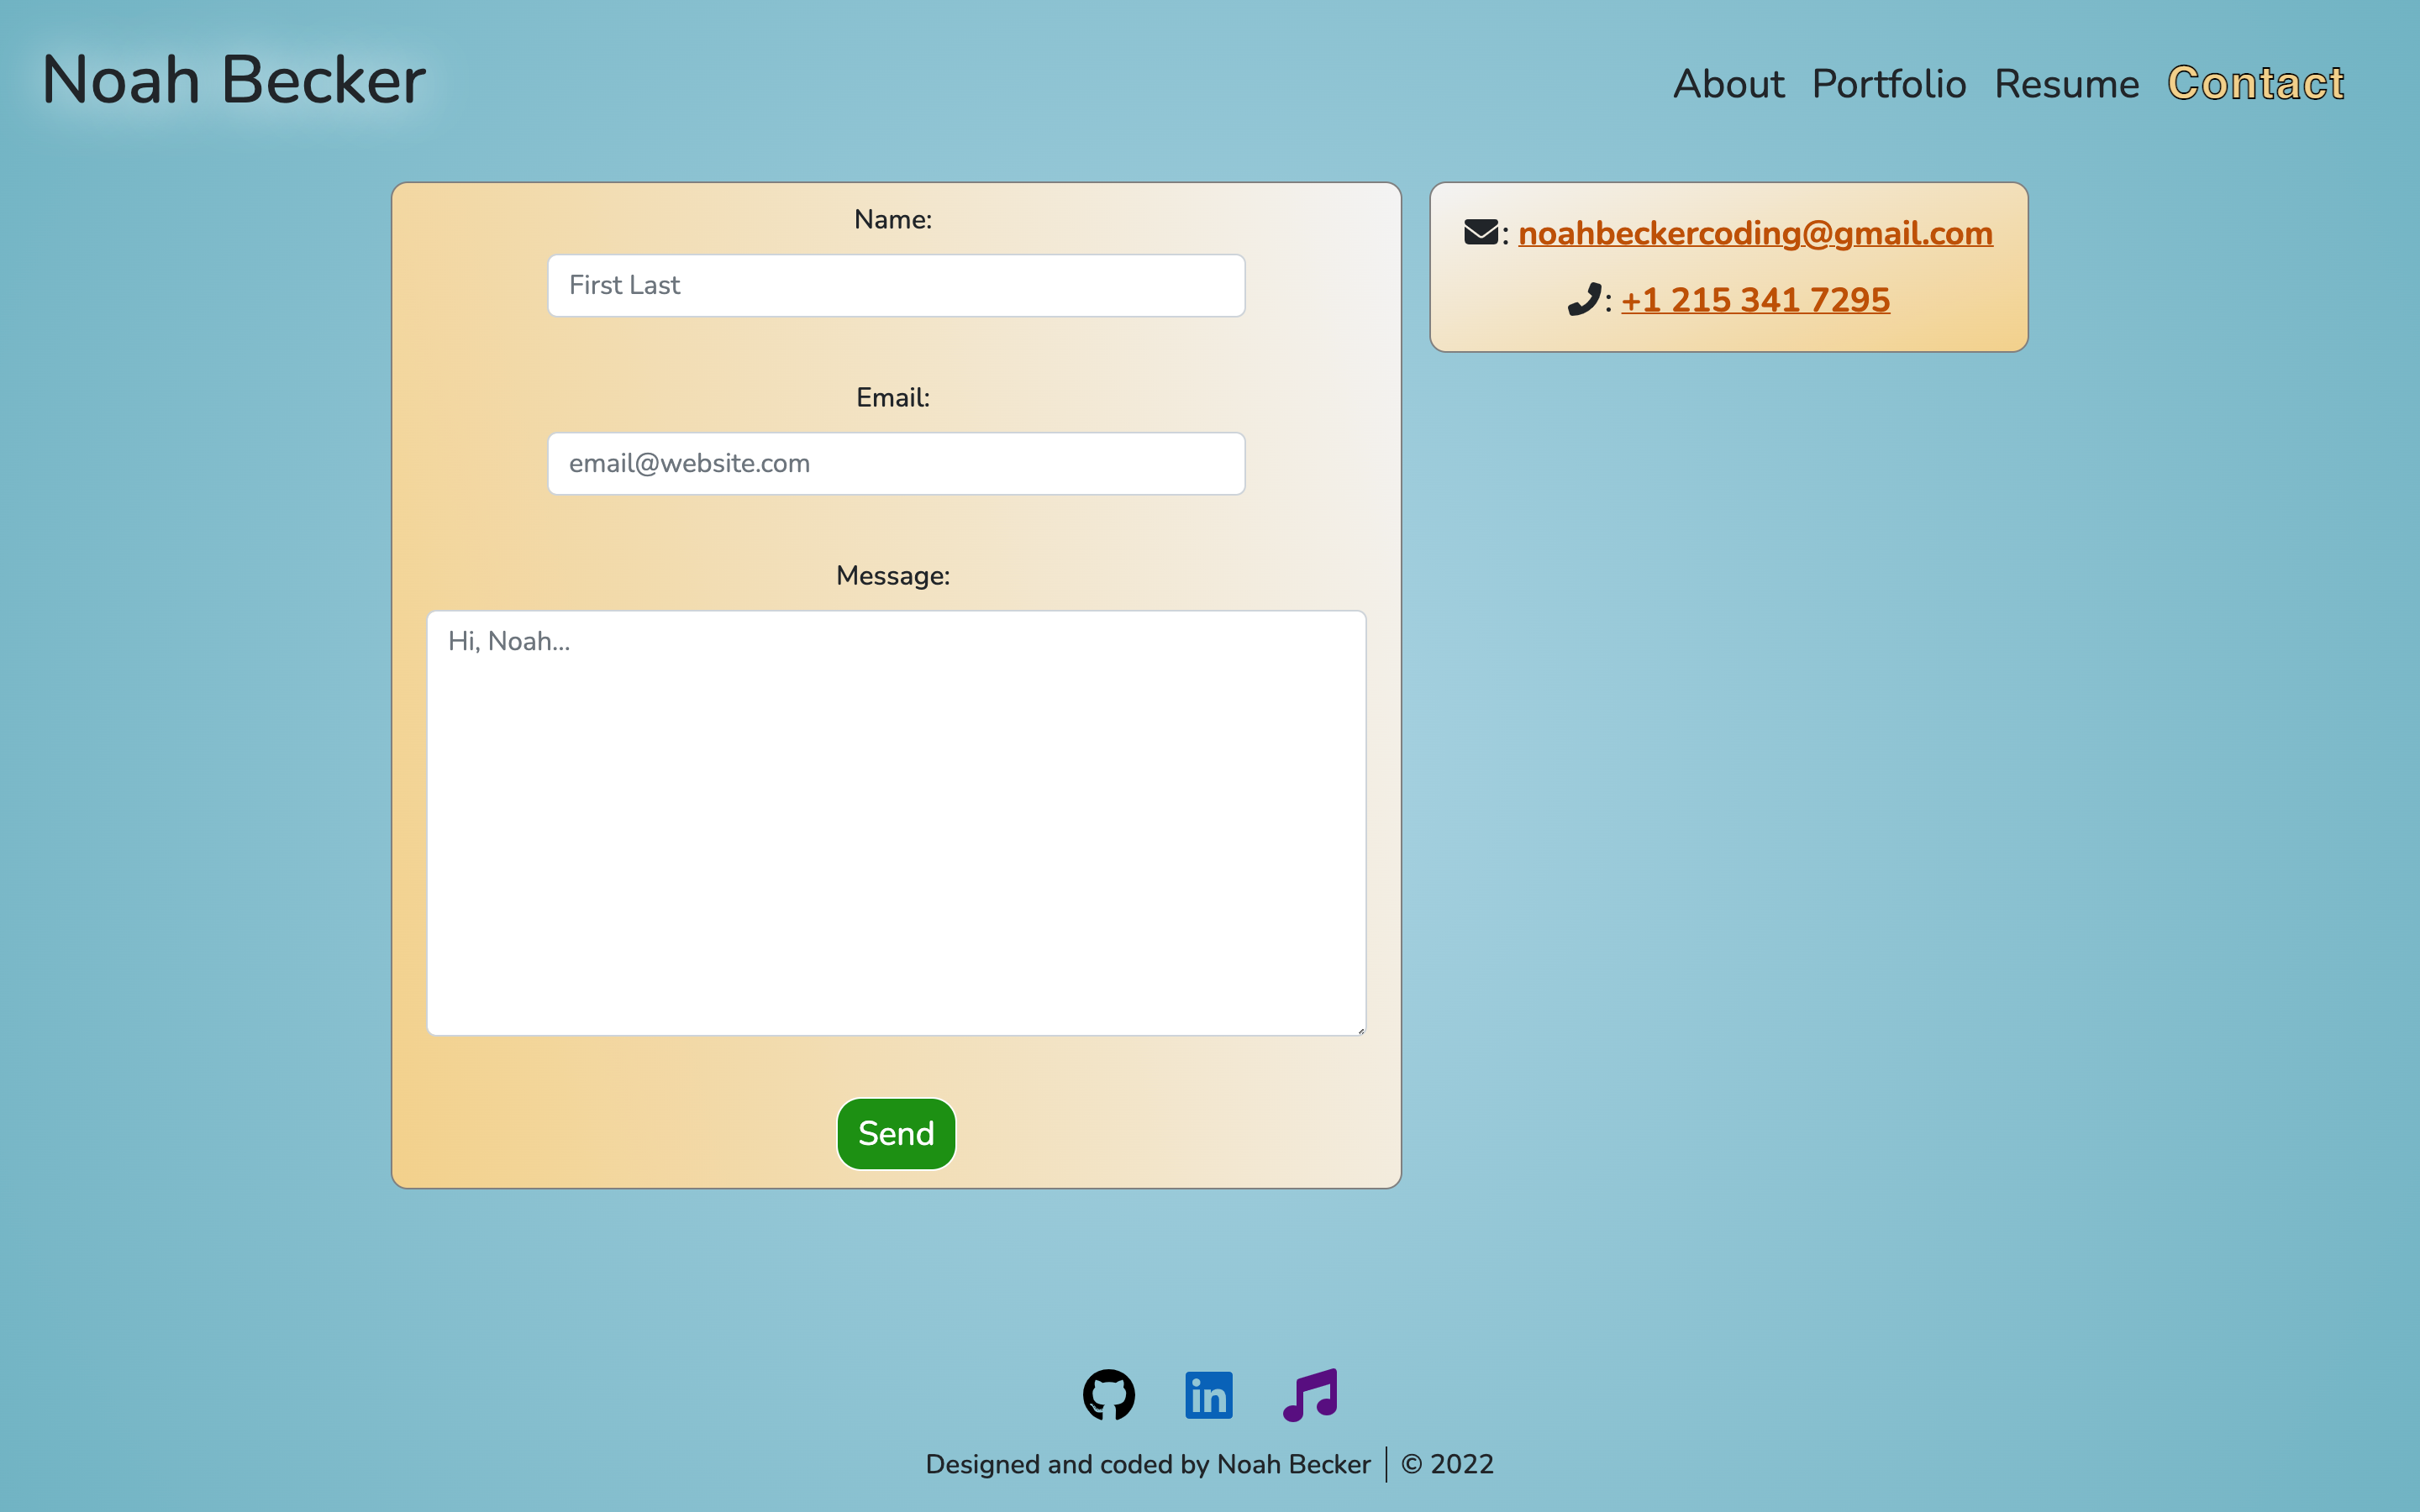 Noah Becker
About Portfolio Resume Contact
Name:
First Last
Email:
email@website.com
Message:
Hi, Noah...
Send
: noahbeckercoding@gmail.com
: +1 215 341 7295
in
Designed and coded by Noah Becker | © 2022